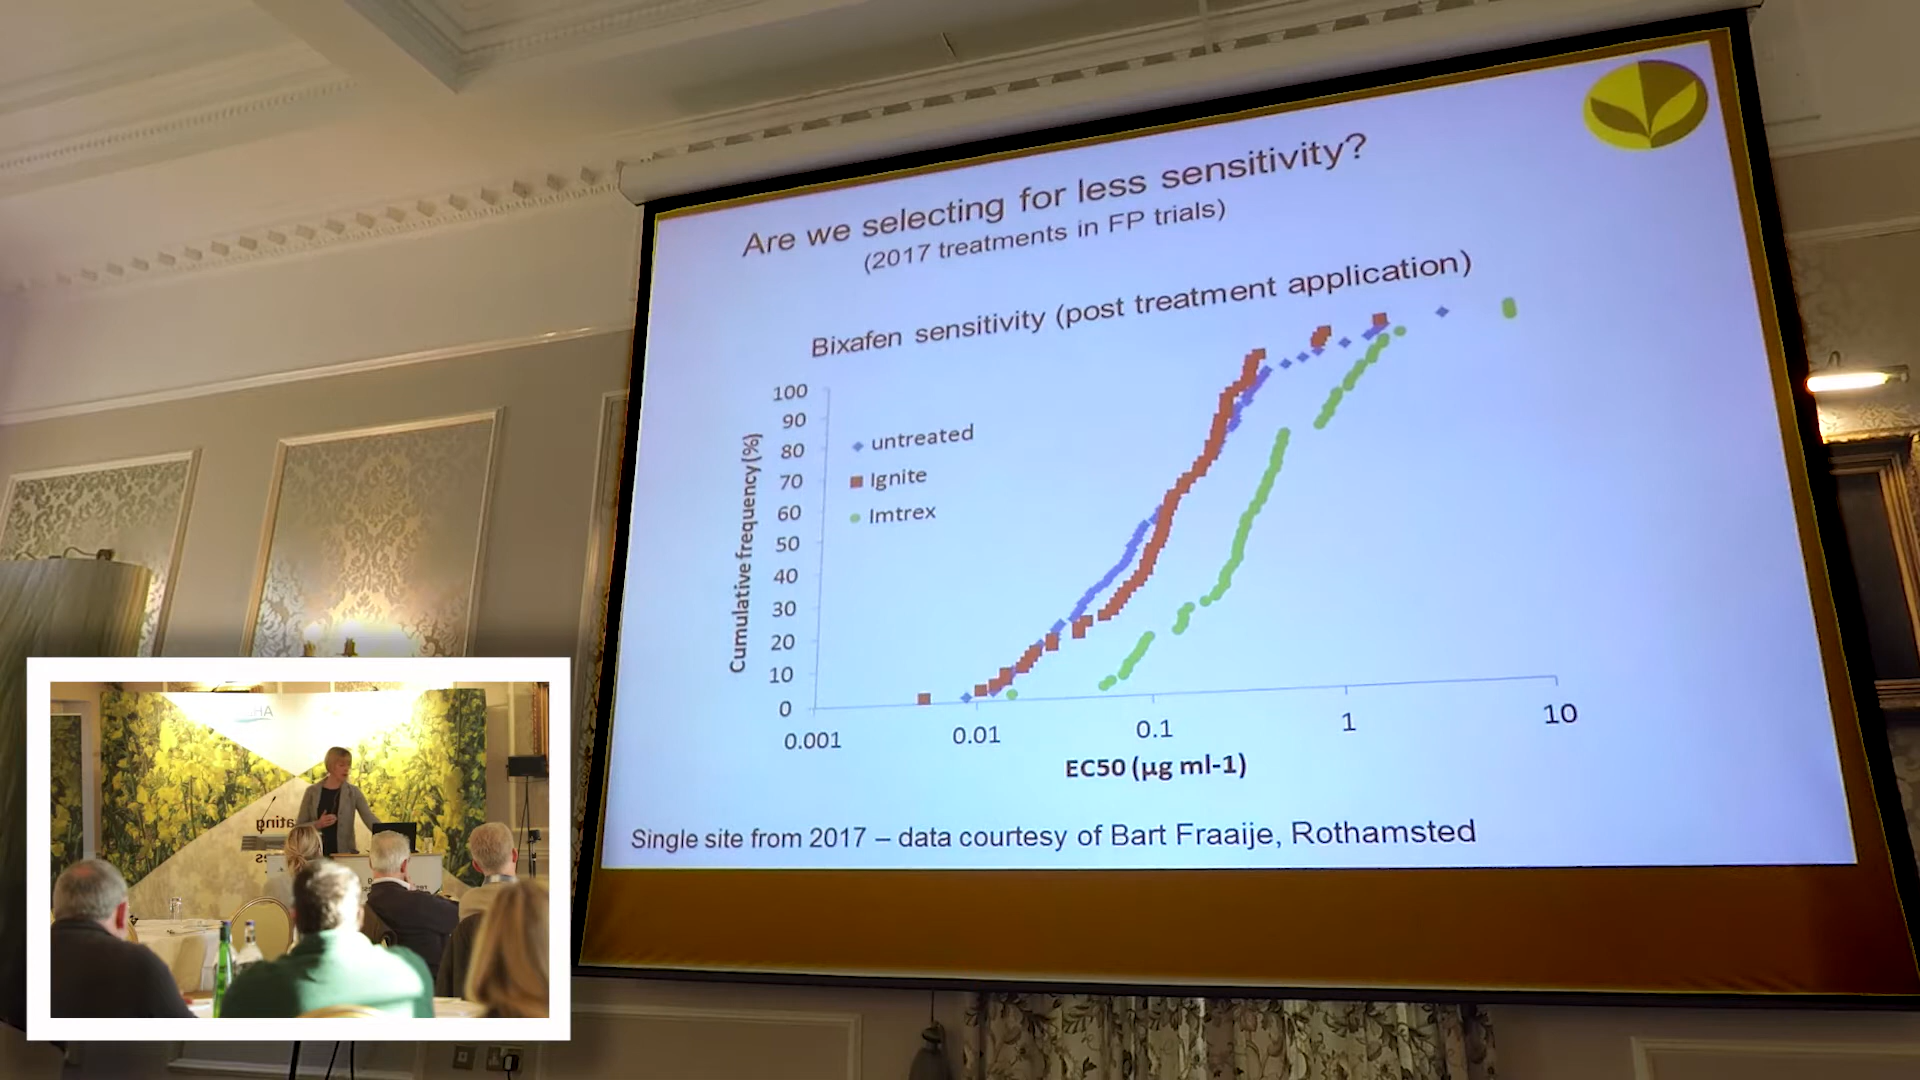 Are we selecting for less sensitivity?
(2017 treatments in FP trials)
Bixafen sensitivity (post treatment application)
100
90
80
70
60
50
40
30
20
10
0
Cumulative frequency(%)
untreated
Ignite
Imtrex
0.001
0.01
0.1
1
10
EC50 (µg ml-1)
Single site from 2017 – data courtesy of Bart Fraaije, Rothamsted